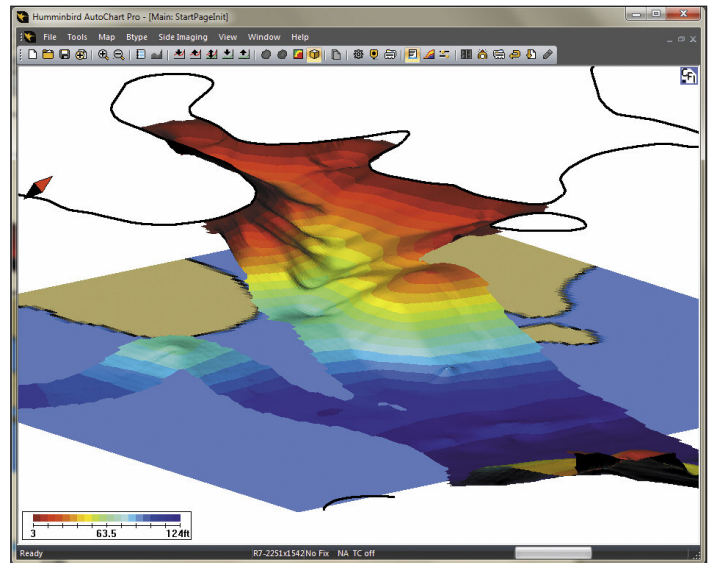 Humminbird AutoChart Pro - [Main: StartPageInit]
File Tools Map Btype Side Imaging View Window Help
CFI
3 63.5 124ft
Ready R7-2251x1542No Fix NA TC off